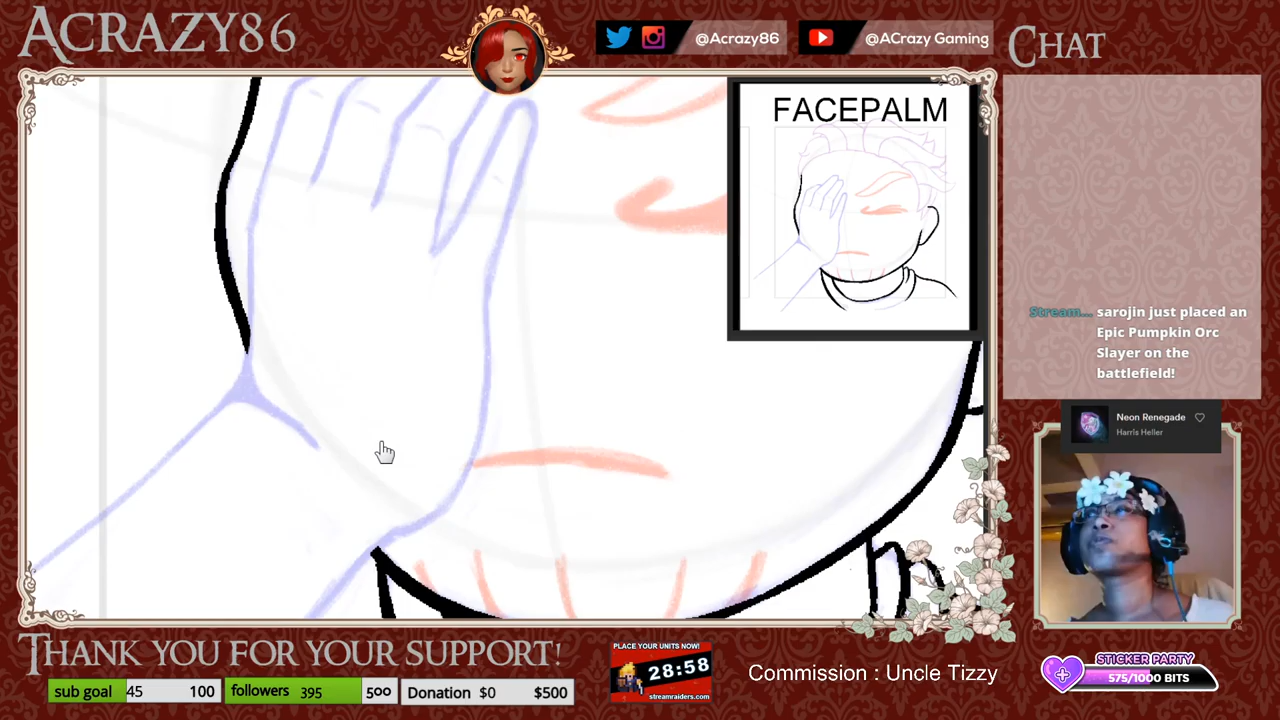 ACRAZY86
@Acrazy86
@ACrazy Gaming
CHAT
FACEPALM
Stream... sarojin just placed an
Epic Pumpkin Orc
Slayer on the
battlefield!
Neon Renegade
Harris Heller
THANK YOU FOR YOUR SUPPORT!
sub goal 45 100
followers 395 500
Donation $0 $500
PLACE YOUR UNITS NOW!
28:58
streamraiders.com
Commission : Uncle Tizzy
STICKER PARTY
575/1000 BITS